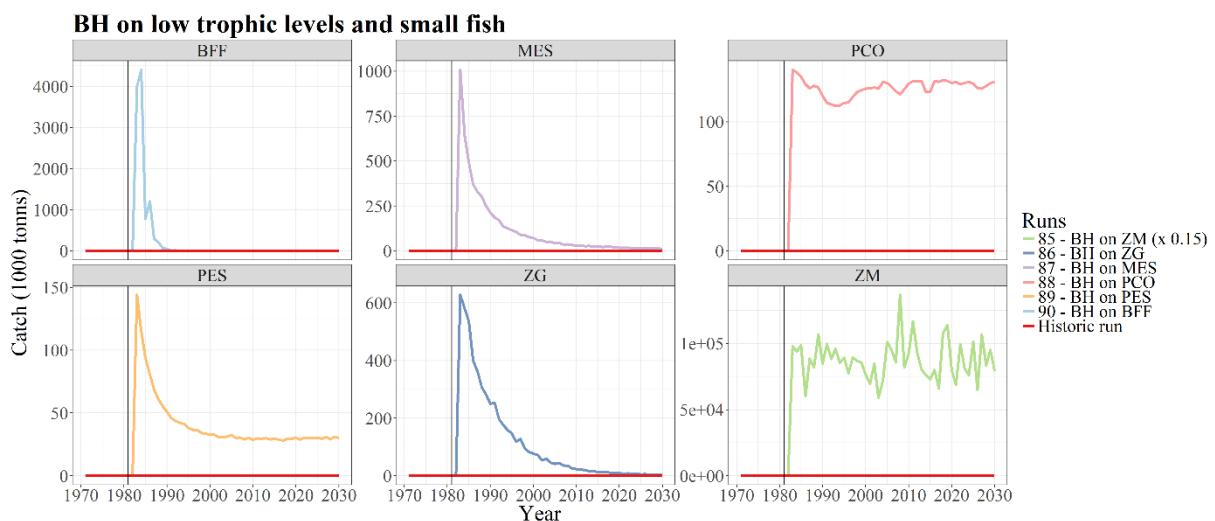 BH on low trophic levels and small fish
BFF
MES
PCO
4000
3000
2000
1000
0
1000
750
500
250
0
100
50
0
PES
ZG
ZM
150
100
50
0
600
400
200
0
1e+05
5e+04
0e+00
1970 1980 1990 2000 2010 2020 2030
1970 1980 1990 2000 2010 2020 2030
1970 1980 1990 2000 2010 2020 2030
Year
Catch (1000 tonns)
Runs
85 - BH on ZM (x 0.15)
86 - BH on ZG
87 - BH on MES
88 - BH on PCO
89 - BH on PES
90 - BH on BFF
Historic run